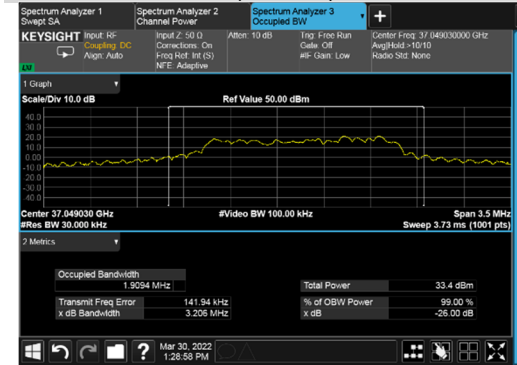 Spectrum Analyzer 1 Spectrum Analyzer 2 Spectrum Analyzer 3
Swept SA Channel Power Occupied BW
KEYSIGHT Input: RF Input Z: 50 Ω Atten: 10 dB Trig: Free Run Center Freq: 37.049030000 GHz
Coupling: DC Corrections: On Gate: Off Avg|Hold:>10/10
Align: Auto Freq Ref: Int (S) #IF Gain: Low Radio Std: None
NFE: Adaptive
1 Graph
Scale/Div 10.0 dB Ref Value 50.00 dBm
40.0
30.0
20.0
10.0
0.00
-10.0
-20.0
-30.0
-40.0
Center 37.049030 GHz #Video BW 100.00 kHz Span 3.5 MHz
#Res BW 30.000 kHz Sweep 3.73 ms (1001 pts)
2 Metrics
Occupied Bandwidth
1.9094 MHz Total Power 33.4 dBm
Transmit Freq Error 141.94 kHz % of OBW Power 99.00 %
x dB Bandwidth 3.206 MHz x dB -26.00 dB
Mar 30, 2022
1:28:58 PM